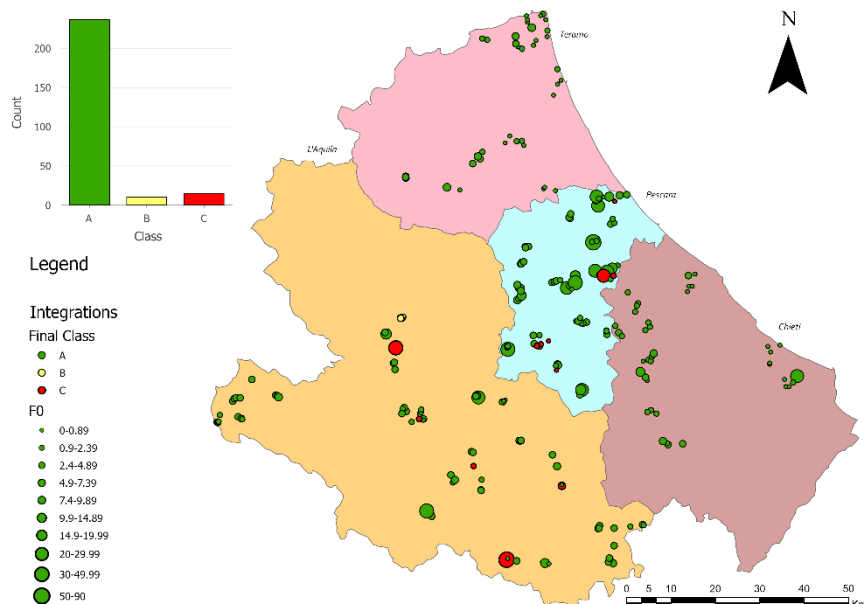 N
Teramo
L'Aquila
Pescara
Chieti
Count
200
150
100
50
0
A
B
C
Class
Legend
Integrations
Final Class
A
B
C
F0
0-0.89
0.9-2.39
2.4-4.89
4.9-7.39
7.4-9.89
9.9-14.89
14.9-19.99
20-29.99
30-49.99
50-90
0 5 10 20 30 40 50